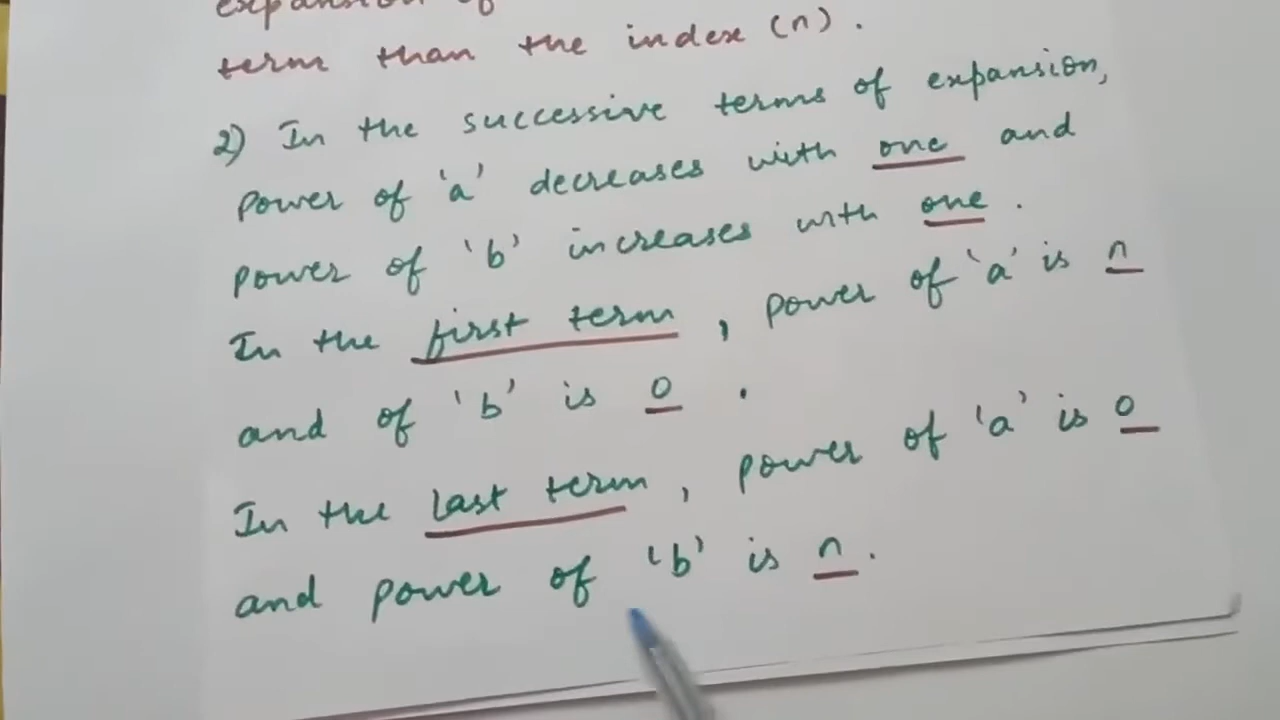 expansion of
term than the index (n).
2) In the successive terms of expansion,
power of 'a' decreases with one and
power of 'b' increases with one.
In the first term, power of 'a' is n
and of 'b' is 0.
In the last term, power of 'a' is 0
and power of 'b' is n.